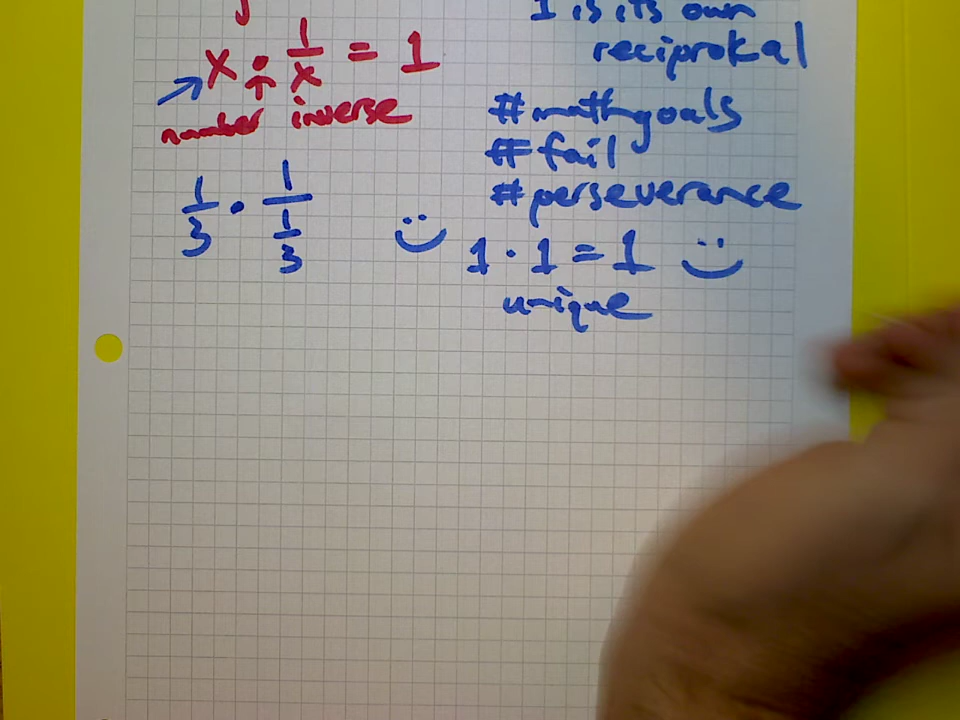 x · 1/x = 1
number inverse
1/3 · 1/(1/3)
1 is its own
reciprokal
#mathgoals
#fail
#perseverance
1 · 1 = 1
unique